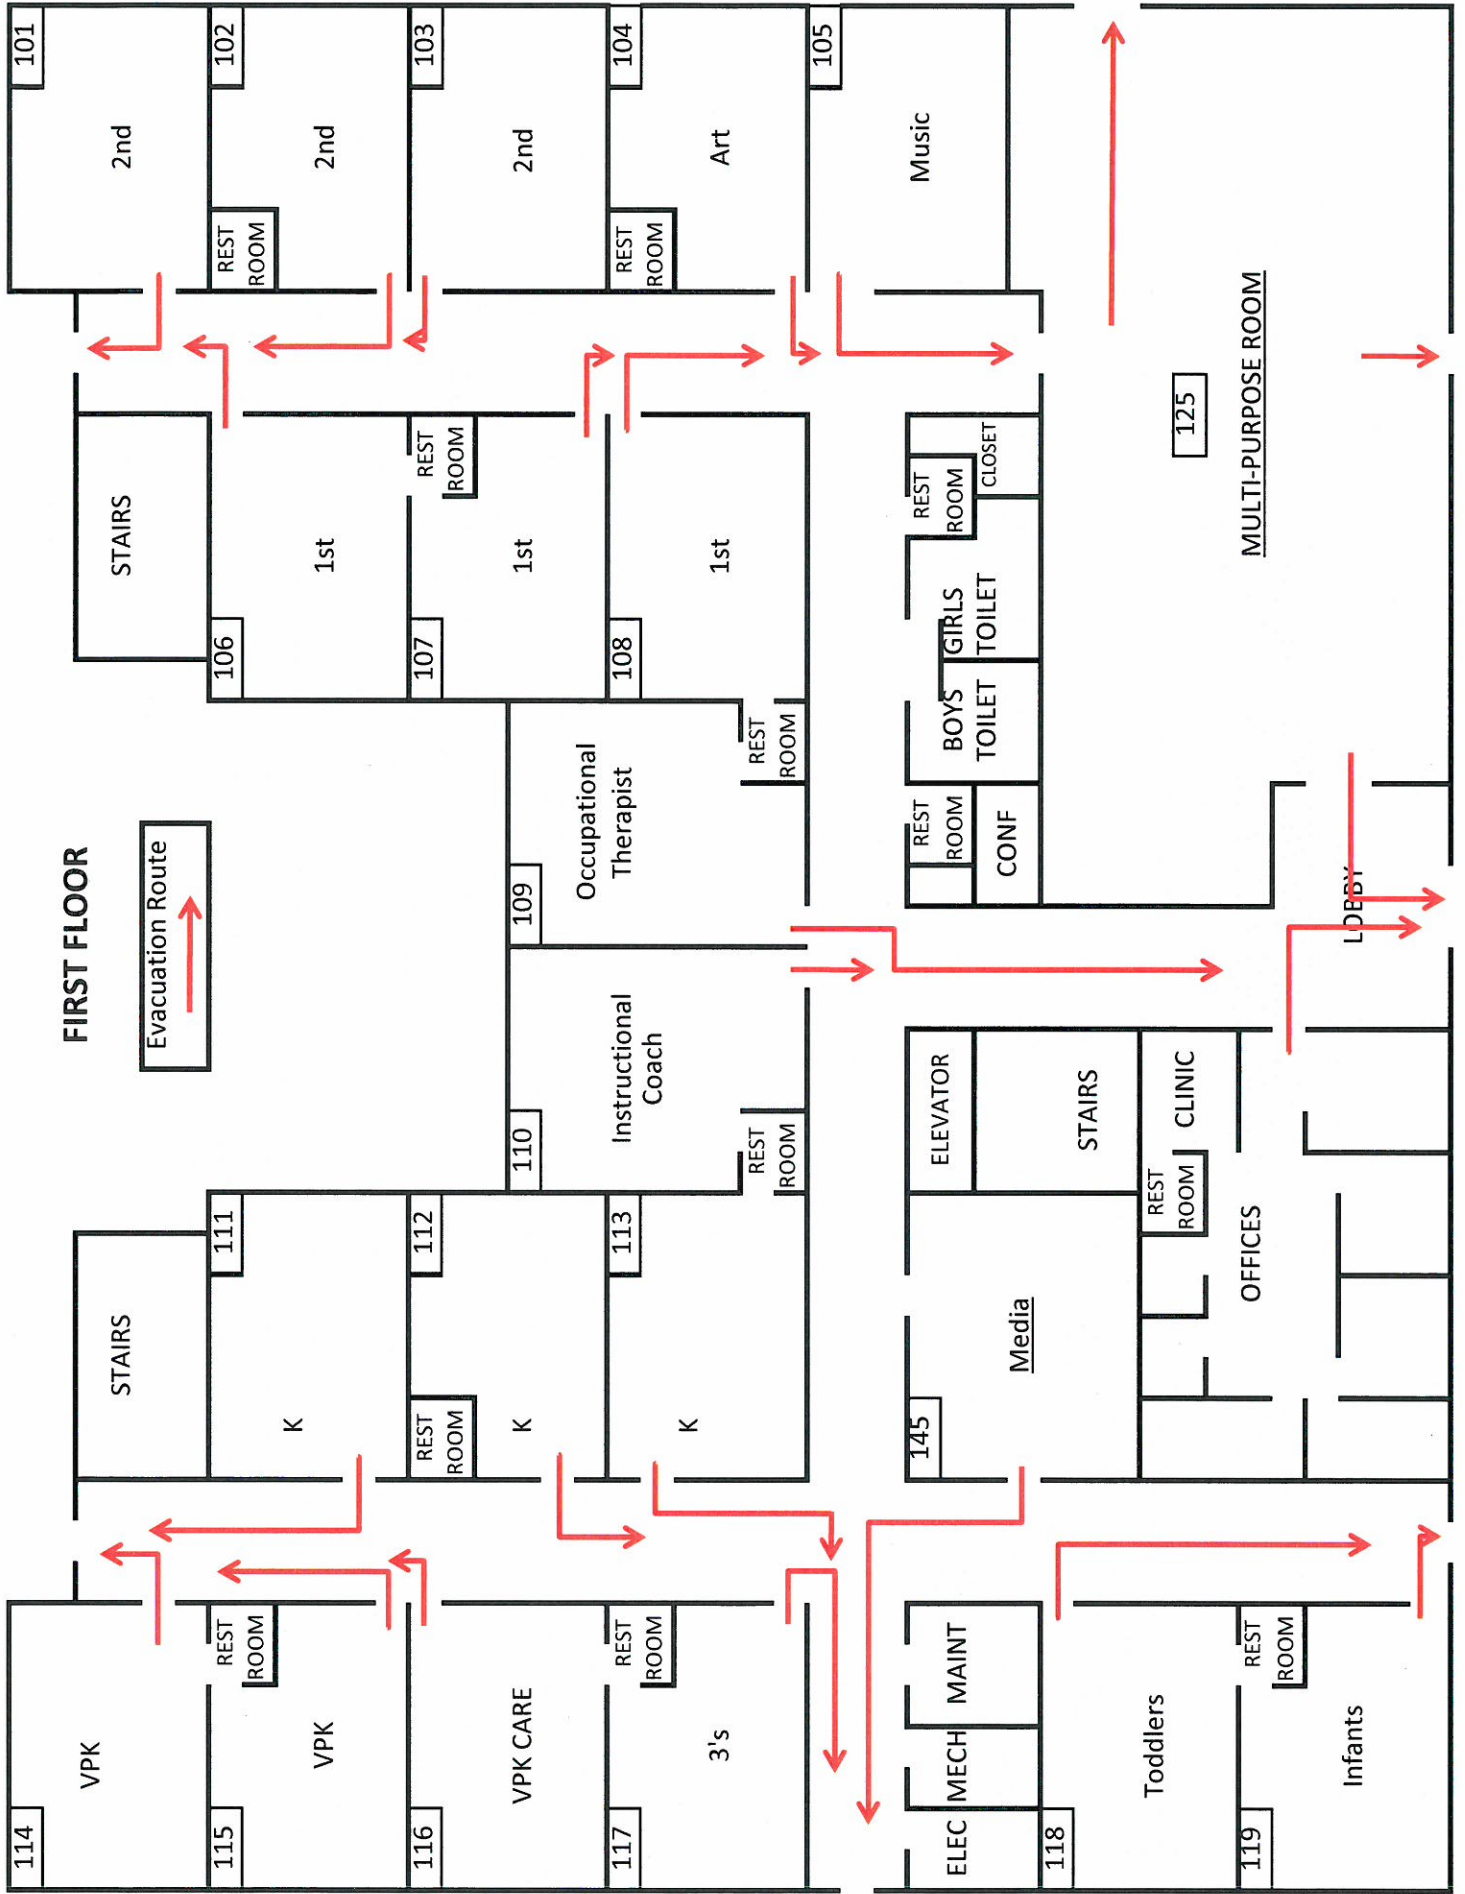 FIRST FLOOR
Evacuation Route
114
VPK
STAIRS
STAIRS
101
2nd
115
REST
ROOM
VPK
111
K
106
1st
REST
ROOM
102
2nd
116
VPK CARE
REST
ROOM
112
K
107
REST
ROOM
1st
103
2nd
117
REST
ROOM
3's
113
K
110
Instructional
Coach
REST
ROOM
109
Occupational
Therapist
REST
ROOM
108
1st
104
REST
ROOM
Art
105
Music
ELEC
MECH
MAINT
145
Media
ELEVATOR
STAIRS
REST
ROOM
CONF
BOYS
TOILET
GIRLS
TOILET
REST
ROOM
CLOSET
118
Toddlers
REST
ROOM
CLINIC
OFFICES
125
MULTI-PURPOSE ROOM
119
REST
ROOM
Infants
LOBBY